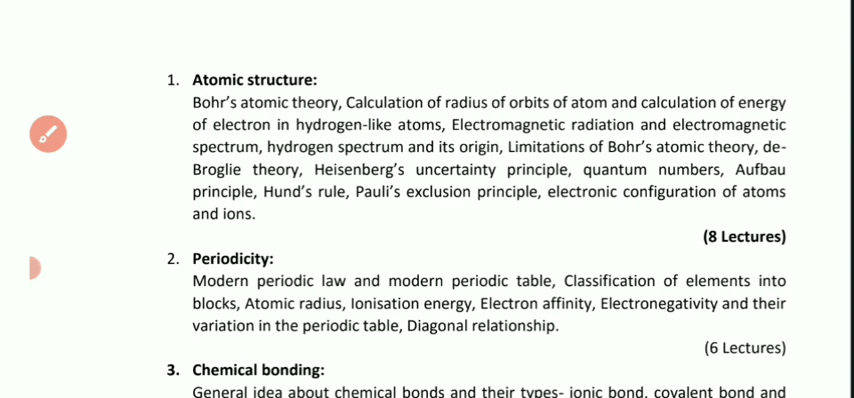 1. Atomic structure:
Bohr’s atomic theory, Calculation of radius of orbits of atom and calculation of energy
of electron in hydrogen-like atoms, Electromagnetic radiation and electromagnetic
spectrum, hydrogen spectrum and its origin, Limitations of Bohr’s atomic theory, de-
Broglie theory, Heisenberg’s uncertainty principle, quantum numbers, Aufbau
principle, Hund’s rule, Pauli’s exclusion principle, electronic configuration of atoms
and ions.
(8 Lectures)
2. Periodicity:
Modern periodic law and modern periodic table, Classification of elements into
blocks, Atomic radius, Ionisation energy, Electron affinity, Electronegativity and their
variation in the periodic table, Diagonal relationship.
(6 Lectures)
3. Chemical bonding:
General idea about chemical bonds and their types- ionic bond, covalent bond and